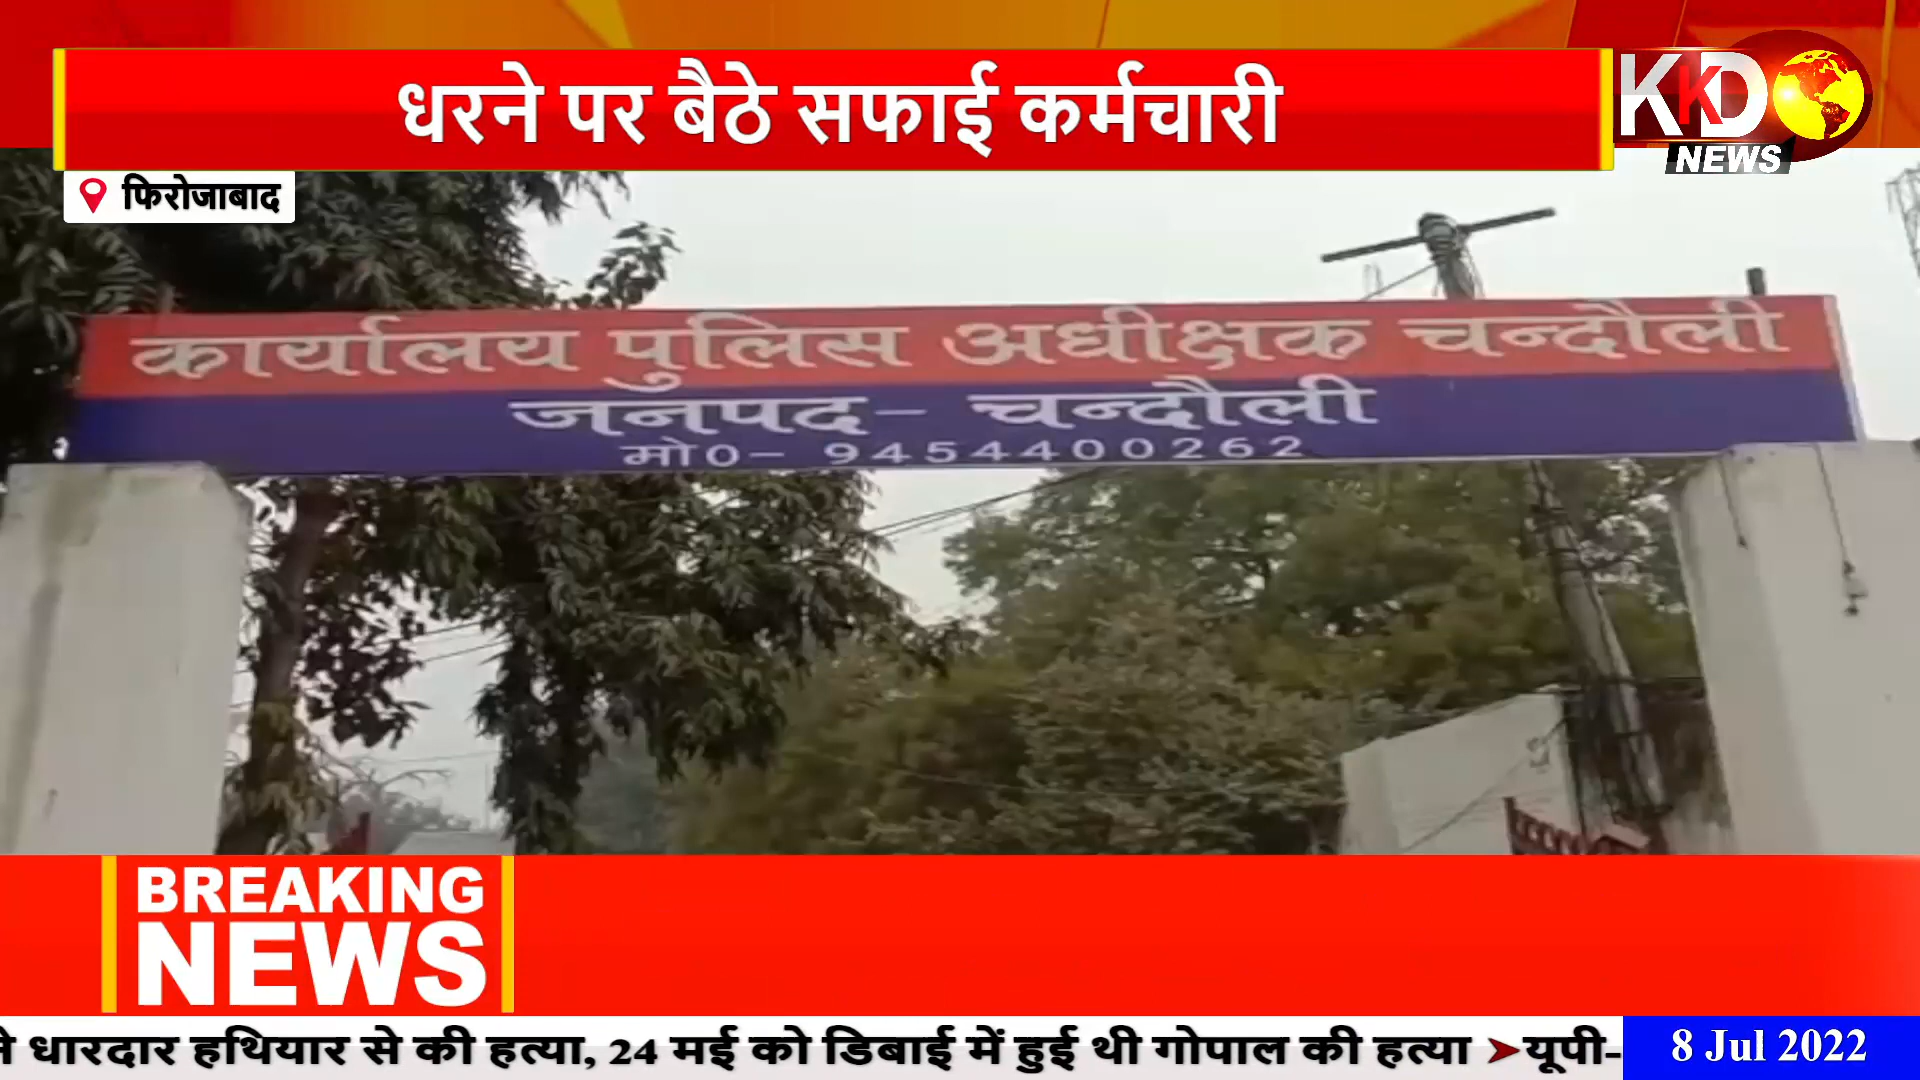 धरने पर बैठे सफाई कर्मचारी
KKD
NEWS
फिरोजाबाद
कार्यालय पुलिस अधीक्षक चन्दौली
जनपद- चन्दौली
मो0- 9454400262
BREAKING
NEWS
धारदार हथियार से की हत्या, 24 मई को डिबाई में हुई थी गोपाल की हत्या ➤यूपी-
8 Jul 2022